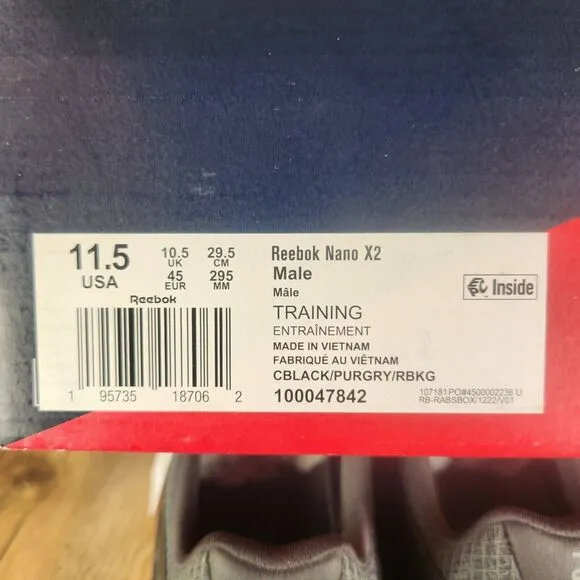 11.5
USA
10.5
UK
45
EUR
29.5
CM
295
MM
Reebok
1 95735 18706 2
Reebok Nano X2
Male
Mâle
TRAINING
ENTRAÎNEMENT
MADE IN VIETNAM
FABRIQUÉ AU VIÊTNAM
CBLACK/PURGRY/RBKG
100047842
Inside
107181PO#4500002236 U
RB-RABSBOX/1222/V01